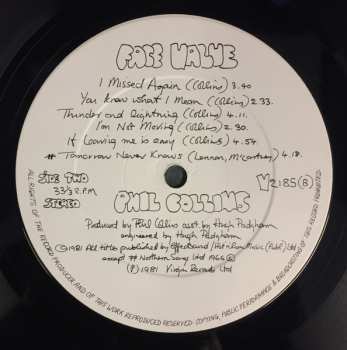 FACE VALUE
I Missed Again (Collins) 3.40
You know what I Mean (Collins) 2.33.
Thunder and Lightning (Collins) 4.11.
I'm Not Moving (Collins) 2.30.
If Leaving me is easy (Collins) 4.54
* Tomorrow Never Knows (Lennon, McCartney) 4.18.
SIDE TWO
33⅓ R.P.M
STEREO
V2185(B)
PHIL COLLINS
Produced by Phil Collins asst by Hugh Padgham
engineered by Hugh Padgham
©1981 All titles published by Effectsound/Hit n Run Music (Publ) Ltd
except * Northern Songs Ltd 1966
℗1981 Virgin Records Ltd
ALL RIGHTS OF THE RECORD PRODUCER AND OF THE WORK REPRODUCED RESERVED COPYING, PUBLIC PERFORMANCE & BROADCASTING OF THIS RECORD PROHIBITED.